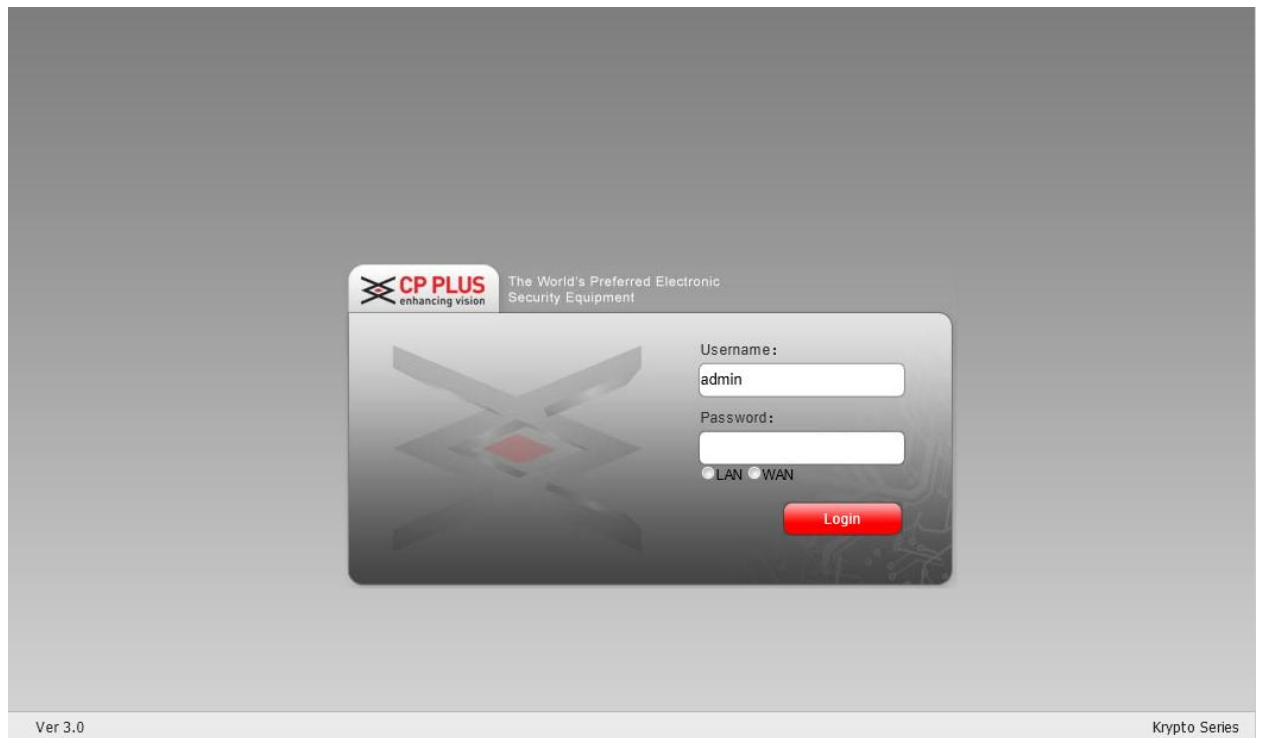 CP PLUS
enhancing vision
The World's Preferred Electronic
Security Equipment
Username:
admin
Password:
LAN WAN
Login
Ver 3.0
Krypto Series